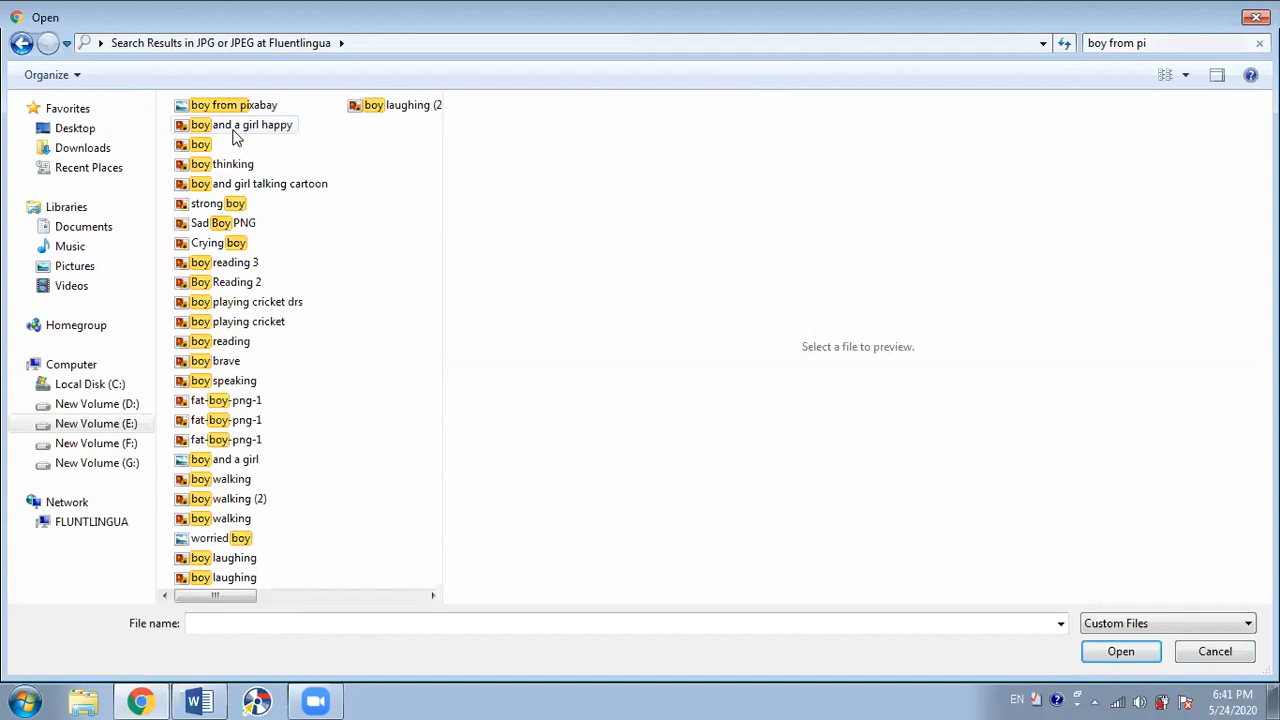 Open
Search Results in JPG or JPEG at Fluentlingua
boy from pi
Organize
Favorites
Desktop
Downloads
Recent Places
Libraries
Documents
Music
Pictures
Videos
Homegroup
Computer
Local Disk (C:)
New Volume (D:)
New Volume (E:)
New Volume (F:)
New Volume (G:)
Network
FLUNTLINGUA
boy from pixabay
boy and a girl happy
boy
boy thinking
boy and girl talking cartoon
strong boy
Sad Boy PNG
Crying boy
boy reading 3
Boy Reading 2
boy playing cricket drs
boy playing cricket
boy reading
boy brave
boy speaking
fat-boy-png-1
fat-boy-png-1
fat-boy-png-1
boy and a girl
boy walking
boy walking (2)
boy walking
worried boy
boy laughing
boy laughing
boy laughing (2
Select a file to preview.
File name:
Custom Files
Open
Cancel
EN
6:41 PM
5/24/2020